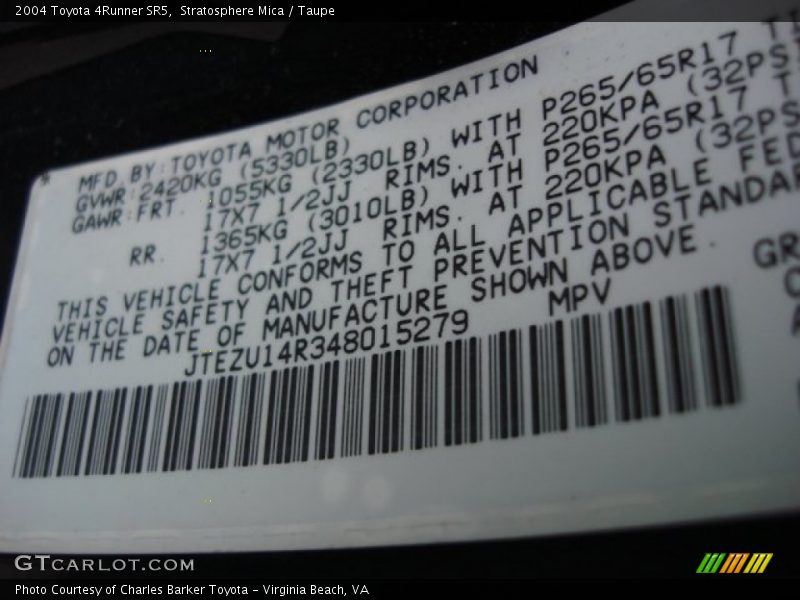 2004 Toyota 4Runner SR5,  Stratosphere Mica / Taupe
MFD.BY:TOYOTA MOTOR CORPORATION
GVWR:2420KG (5330LB)
GAWR:FRT. 1055KG (2330LB) WITH P265/65R17
17X7 1/2JJ RIMS. AT 220KPA (32PS
RR. 1365KG (3010LB) WITH P265/65R17
17X7 1/2JJ RIMS. AT 220KPA (32PS
THIS VEHICLE CONFORMS TO ALL APPLICABLE FED
VEHICLE SAFETY AND THEFT PREVENTION STANDAR
ON THE DATE OF MANUFACTURE SHOWN ABOVE.
JTEZU14R348015279 MPV
GR
GTCARLOT.COM
Photo Courtesy of Charles Barker Toyota - Virginia Beach, VA